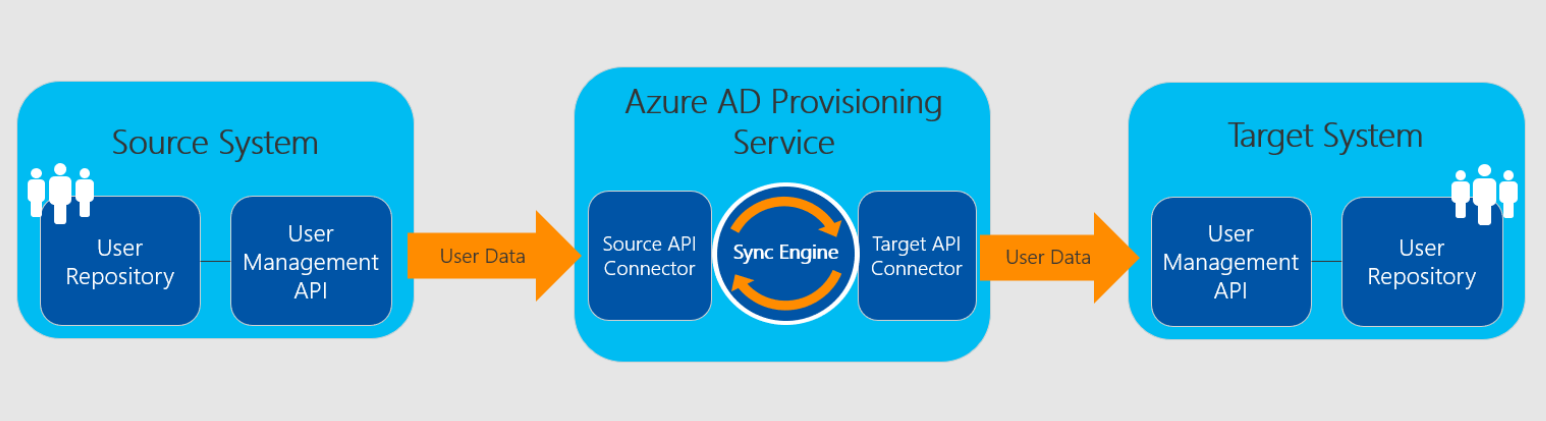 Source System
User
Repository
User
Management
API
User Data
Azure AD Provisioning
Service
Source API
Connector
Sync Engine
Target API
Connector
User Data
Target System
User
Management
API
User
Repository